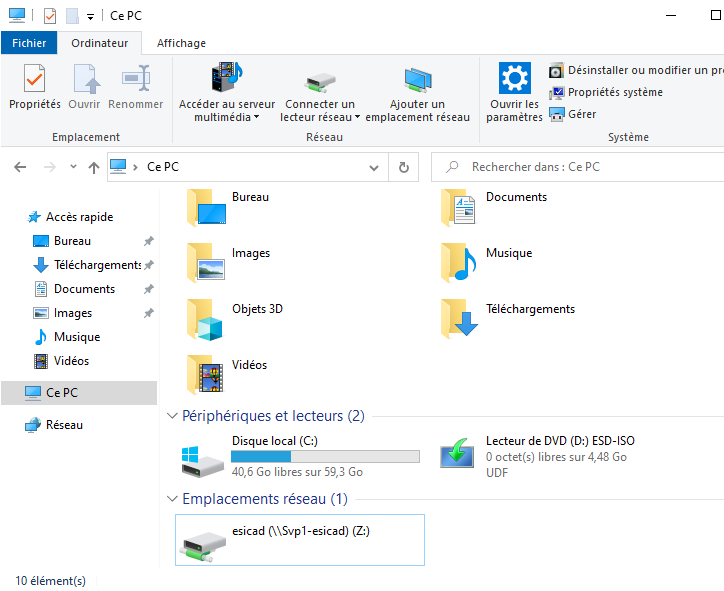 Ce PC
Fichier
Ordinateur
Affichage
Propriétés
Ouvrir
Renommer
Accéder au serveur
multimédia
Connecter un
lecteur réseau
Ajouter un
emplacement réseau
Ouvrir les
paramètres
Désinstaller ou modifier un pr
Propriétés système
Gérer
Emplacement
Réseau
Système
Ce PC
Rechercher dans : Ce PC
Accès rapide
Bureau
Téléchargements
Documents
Images
Musique
Vidéos
Ce PC
Réseau
Bureau
Documents
Images
Musique
Objets 3D
Téléchargements
Vidéos
Périphériques et lecteurs (2)
Disque local (C:)
40,6 Go libres sur 59,3 Go
Lecteur de DVD (D:) ESD-ISO
0 octet(s) libres sur 4,48 Go
UDF
Emplacements réseau (1)
esicad (\\Svp1-esicad) (Z:)
10 élément(s)